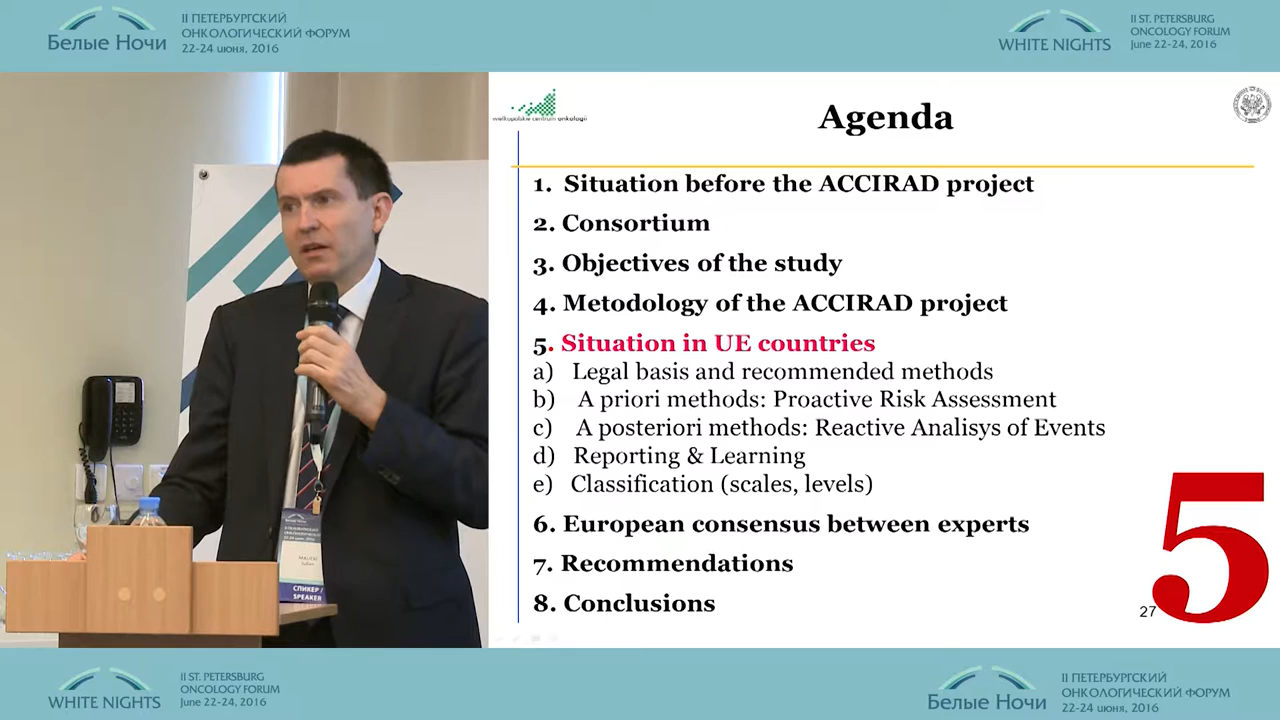 Белые Ночи
II ПЕТЕРБУРГСКИЙ
ОНКОЛОГИЧЕСКИЙ ФОРУМ
22-24 июня, 2016
WHITE NIGHTS
II ST. PETERSBURG
ONCOLOGY FORUM
June 22-24, 2016
wielkopolskie centrum onkologii
Agenda
1. Situation before the ACCIRAD project
2. Consortium
3. Objectives of the study
4. Metodology of the ACCIRAD project
5. Situation in UE countries
a) Legal basis and recommended methods
b) A priori methods: Proactive Risk Assessment
c) A posteriori methods: Reactive Analisys of Events
d) Reporting & Learning
e) Classification (scales, levels)
6. European consensus between experts
7. Recommendations
8. Conclusions
27
5
СПИКЕР /
SPEAKER
WHITE NIGHTS
II ST. PETERSBURG
ONCOLOGY FORUM
June 22-24, 2016
Белые Ночи
II ПЕТЕРБУРГСКИЙ
ОНКОЛОГИЧЕСКИЙ ФОРУМ
22-24 июня, 2016